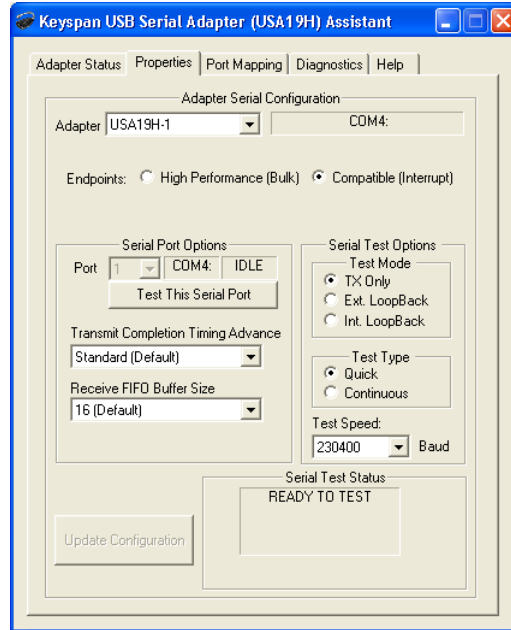 Keyspan USB Serial Adapter (USA19H) Assistant
Adapter Status Properties Port Mapping Diagnostics Help
Adapter Serial Configuration
Adapter USA19H-1 COM4:
Endpoints: High Performance (Bulk) Compatible (Interrupt)
Serial Port Options
Port 1 COM4: IDLE
Test This Serial Port
Transmit Completion Timing Advance
Standard (Default)
Receive FIFO Buffer Size
16 (Default)
Serial Test Options
Test Mode
TX Only
Ext. LoopBack
Int. LoopBack
Test Type
Quick
Continuous
Test Speed:
230400 Baud
Serial Test Status
READY TO TEST
Update Configuration